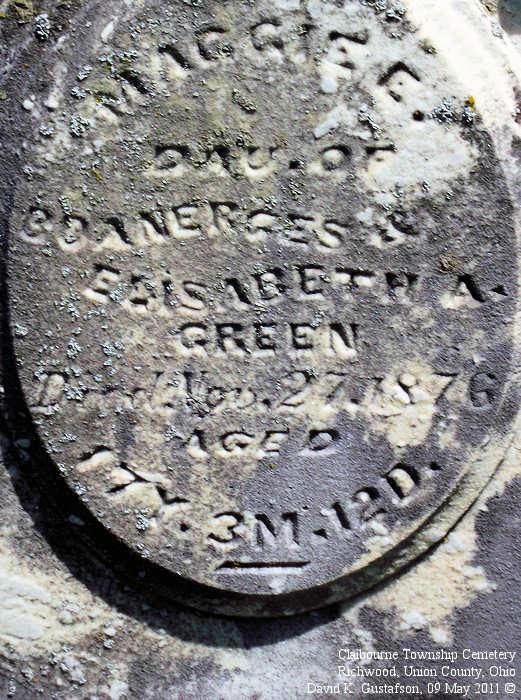 MAGGIE E.
DAU. OF
BOANERGES &
ELISABETH A.
GREEN
Died Nov. 27. 1876
AGED
Y. 3M. 12D.
Claibourne Township Cemetery
Richwood, Union County, Ohio
David K. Gustafson, 09 May 2011 ©